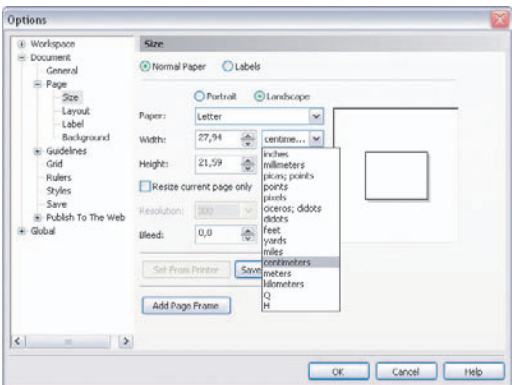 Options
Workspace
Document
General
Page
Size
Layout
Label
Background
Guidelines
Grid
Rulers
Styles
Save
Publish To The Web
Global
Size
Normal Paper Labels
Portrait Landscape
Paper: Letter
Width: 27,94 centime...
Height: 21,59
Resize current page only
Resolution: 300
Bleed: 0,0
inches
millimeters
picas; points
points
pixels
ciceros; didots
didots
feet
yards
miles
centimeters
meters
kilometers
Q
H
Set From Printer Save
Add Page Frame
OK Cancel Help